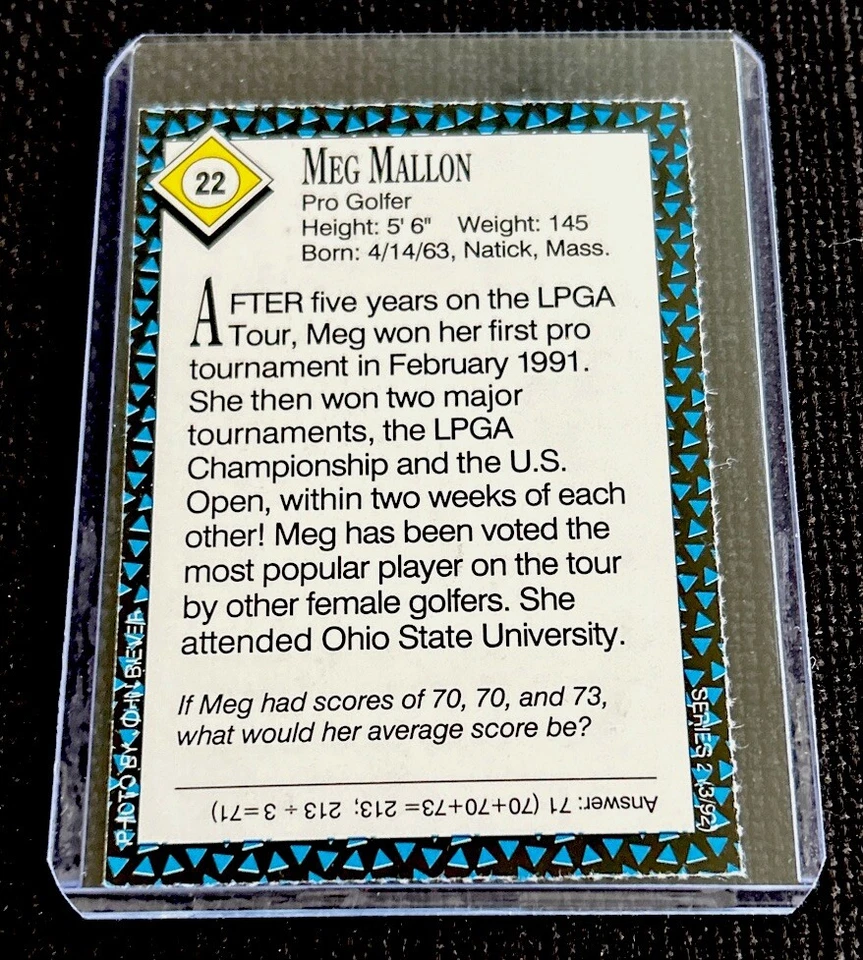 22
MEG MALLON
Pro Golfer
Height: 5' 6" Weight: 145
Born: 4/14/63, Natick, Mass.
AFTER five years on the LPGA
Tour, Meg won her first pro
tournament in February 1991.
She then won two major
tournaments, the LPGA
Championship and the U.S.
Open, within two weeks of each
other! Meg has been voted the
most popular player on the tour
by other female golfers. She
attended Ohio State University.
If Meg had scores of 70, 70, and 73,
what would her average score be?
Answer: 71 (70+70+73=213; 213 ÷ 3=71)
PHOTO BY JOHN BIEVER
SERIES 2 (3/92)